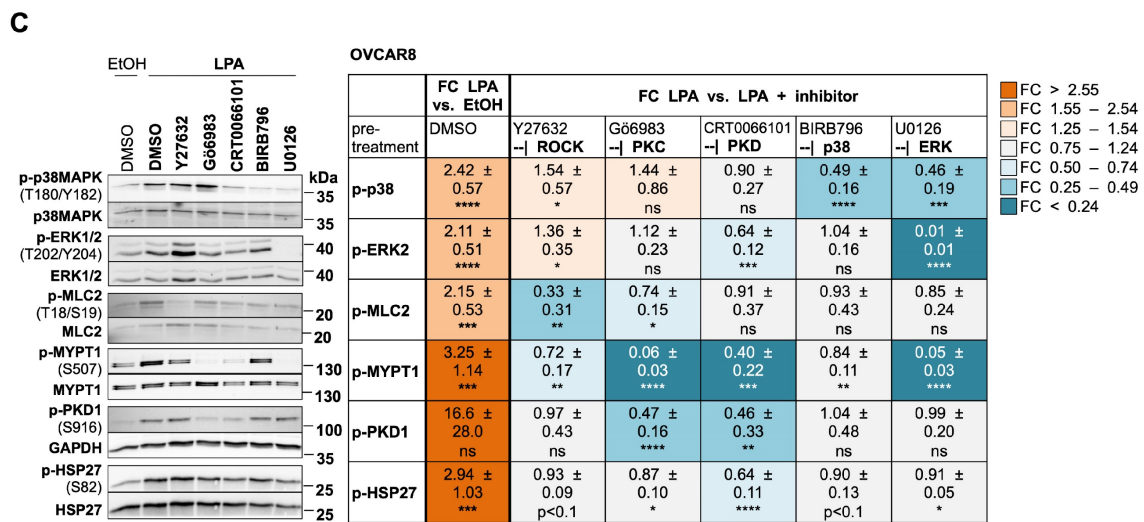 C
EtOH LPA
DMSO DMSO Y27632 Gö6983 CRT0066101 BIRB796 U0126
kDa
p-p38MAPK
(T180/Y182)
35
p38MAPK
35
p-ERK1/2
(T202/Y204)
40
ERK1/2
40
p-MLC2
(T18/S19)
20
MLC2
20
p-MYPT1
(S507)
130
MYPT1
130
p-PKD1
(S916)
100
GAPDH
35
p-HSP27
(S82)
25
HSP27
25
OVCAR8
FC LPA vs. EtOH
FC LPA vs. LPA + inhibitor
pre-
treatment
DMSO
Y27632
--| ROCK
Gö6983
--| PKC
CRT0066101
--| PKD
BIRB796
--| p38
U0126
--| ERK
p-p38
2.42 ± 1.54 ± 1.44 ± 0.90 ± 0.49 ± 0.46 ±
0.57 0.57 0.86 0.27 0.16 0.19
**** * ns ns **** ***
p-ERK2
2.11 ± 1.36 ± 1.12 ± 0.64 ± 1.04 ± 0.01 ±
0.51 0.35 0.23 0.12 0.16 0.01
**** * ns *** ns ****
p-MLC2
2.15 ± 0.33 ± 0.74 ± 0.91 ± 0.93 ± 0.85 ±
0.53 0.31 0.15 0.37 0.43 0.24
*** ** * ns ns ns
p-MYPT1
3.25 ± 0.72 ± 0.06 ± 0.40 ± 0.84 ± 0.05 ±
1.14 0.17 0.03 0.22 0.11 0.03
*** ** **** *** ** ****
p-PKD1
16.6 ± 0.97 ± 0.47 ± 0.46 ± 1.04 ± 0.99 ±
28.0 0.43 0.16 0.33 0.48 0.20
ns ns **** ** ns ns
p-HSP27
2.94 ± 0.93 ± 0.87 ± 0.64 ± 0.90 ± 0.91 ±
1.03 0.09 0.10 0.11 0.13 0.05
*** p<0.1 * **** p<0.1 *
FC > 2.55
FC 1.55 – 2.54
FC 1.25 – 1.54
FC 0.75 – 1.24
FC 0.50 – 0.74
FC 0.25 – 0.49
FC < 0.24